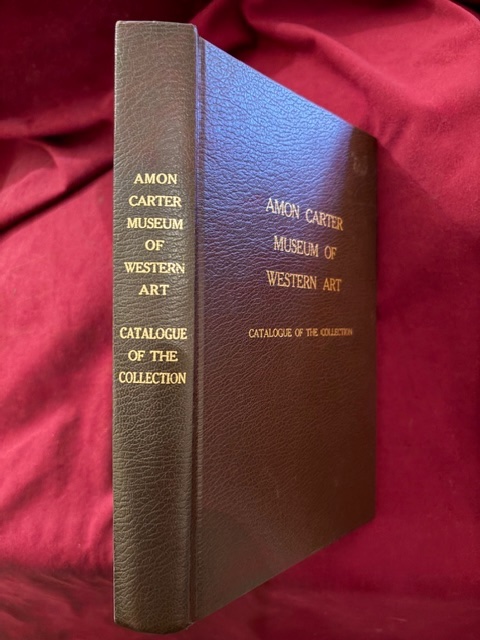 AMON
CARTER
MUSEUM
OF
WESTERN
ART
CATALOGUE
OF THE
COLLECTION
AMON CARTER
MUSEUM OF
WESTERN ART
CATALOGUE OF THE COLLECTION